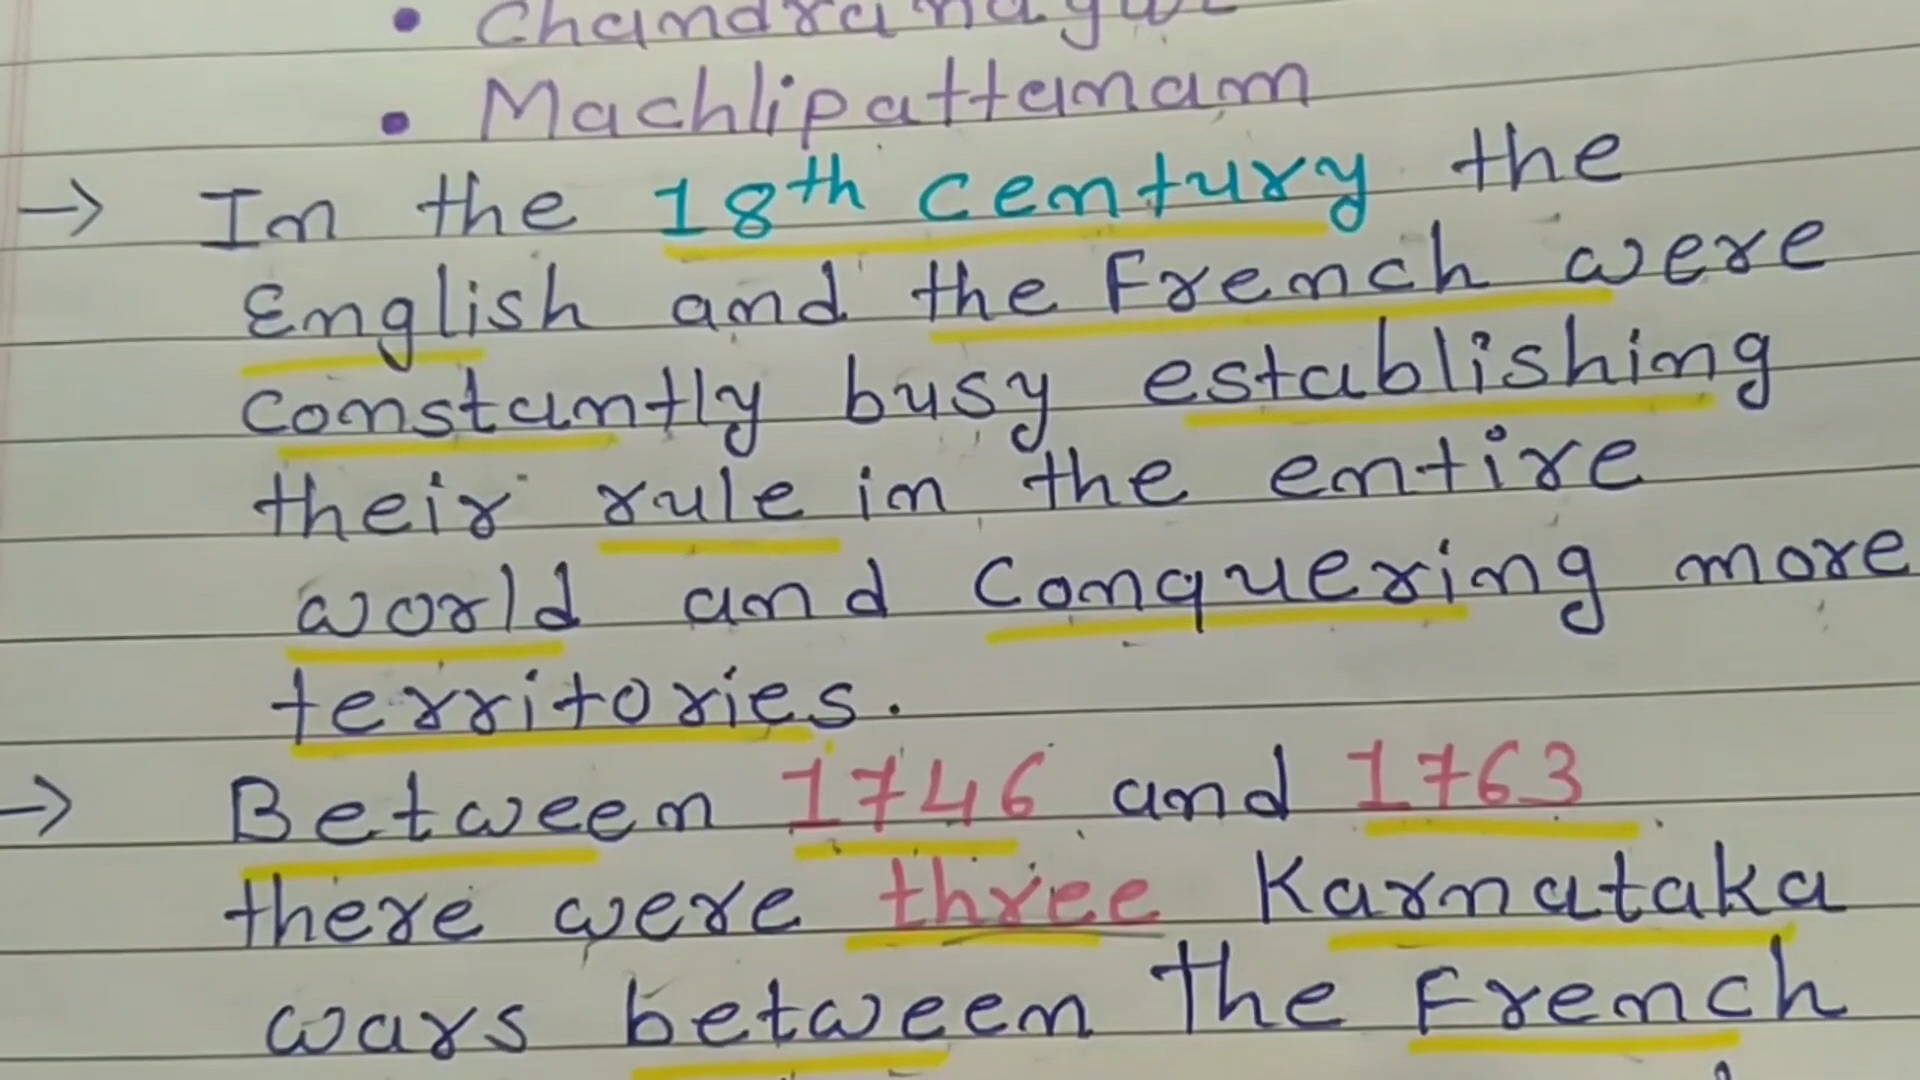 • Chandranagar
• Machlipattanam
→ In the 18th century the
English and the French were
constantly busy establishing
their rule in the entire
world and conquering more
territories.
→ Between 1746 and 1763
there were three Karnataka
wars between The French